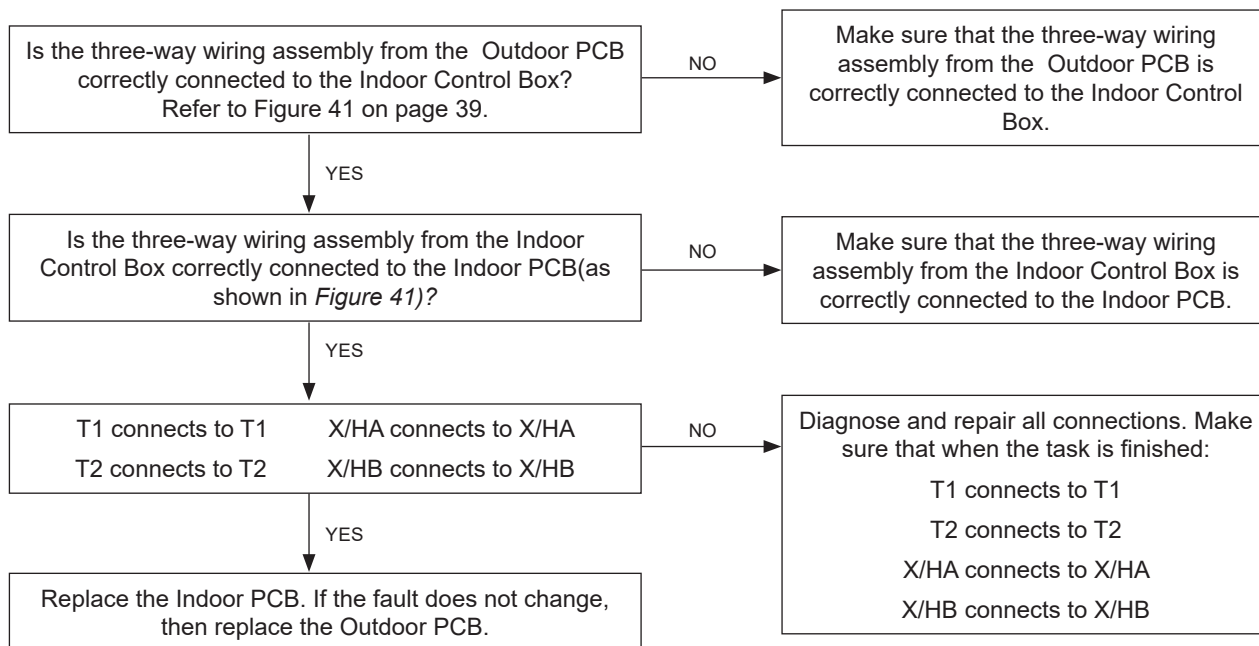 Is the three-way wiring assembly from the Outdoor PCB
correctly connected to the Indoor Control Box?
Refer to Figure 41 on page 39.
NO
Make sure that the three-way wiring
assembly from the Outdoor PCB is
correctly connected to the Indoor Control
Box.
YES
Is the three-way wiring assembly from the Indoor
Control Box correctly connected to the Indoor PCB(as
shown in Figure 41)?
NO
Make sure that the three-way wiring
assembly from the Indoor Control Box is
correctly connected to the Indoor PCB.
YES
T1 connects to T1 X/HA connects to X/HA
T2 connects to T2 X/HB connects to X/HB
NO
Diagnose and repair all connections. Make
sure that when the task is finished:
T1 connects to T1
T2 connects to T2
X/HA connects to X/HA
X/HB connects to X/HB
YES
Replace the Indoor PCB. If the fault does not change,
then replace the Outdoor PCB.